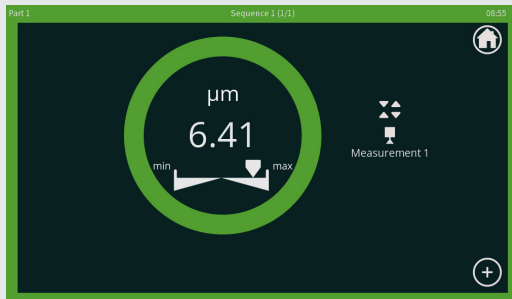 Part 1
Sequence 1 (1/1)
08:55
µm
6.41
min
max
Measurement 1